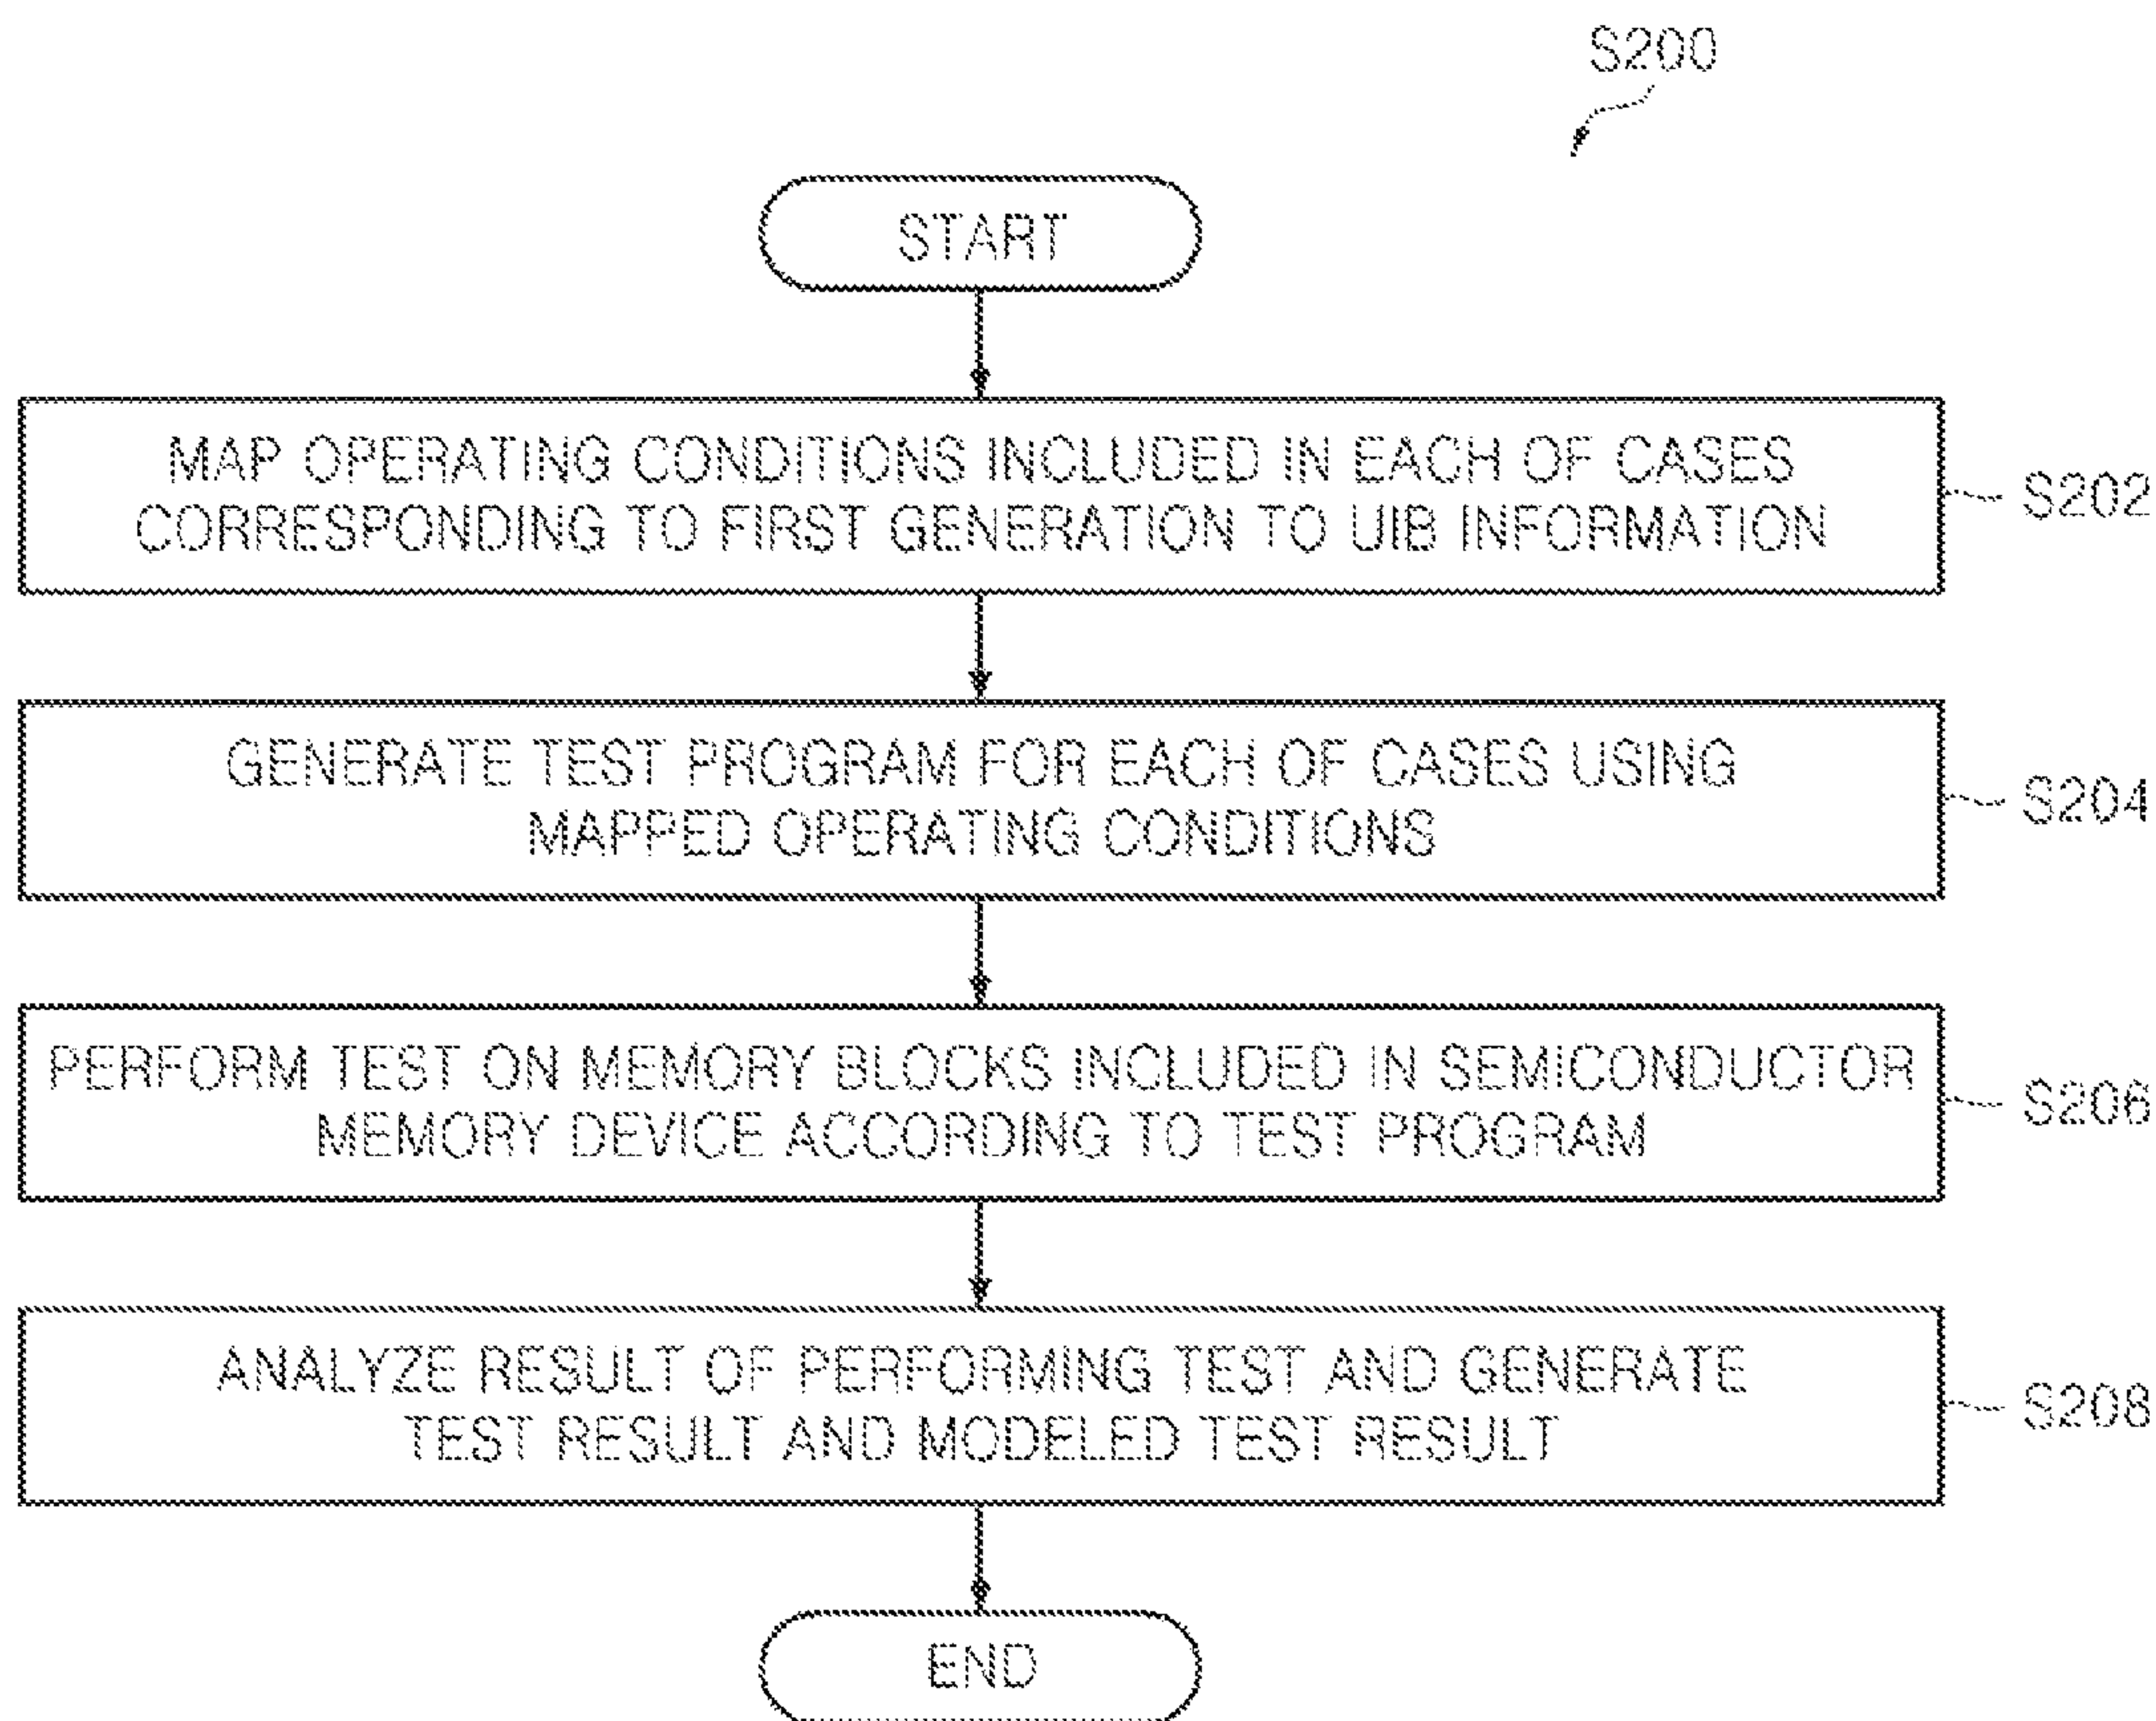 S200
START
MAP OPERATING CONDITIONS INCLUDED IN EACH OF CASES
CORRESPONDING TO FIRST GENERATION TO UIB INFORMATION
S202
GENERATE TEST PROGRAM FOR EACH OF CASES USING
MAPPED OPERATING CONDITIONS
S204
PERFORM TEST ON MEMORY BLOCKS INCLUDED IN SEMICONDUCTOR
MEMORY DEVICE ACCORDING TO TEST PROGRAM
S206
ANALYZE RESULT OF PERFORMING TEST AND GENERATE
TEST RESULT AND MODELED TEST RESULT
S208
END